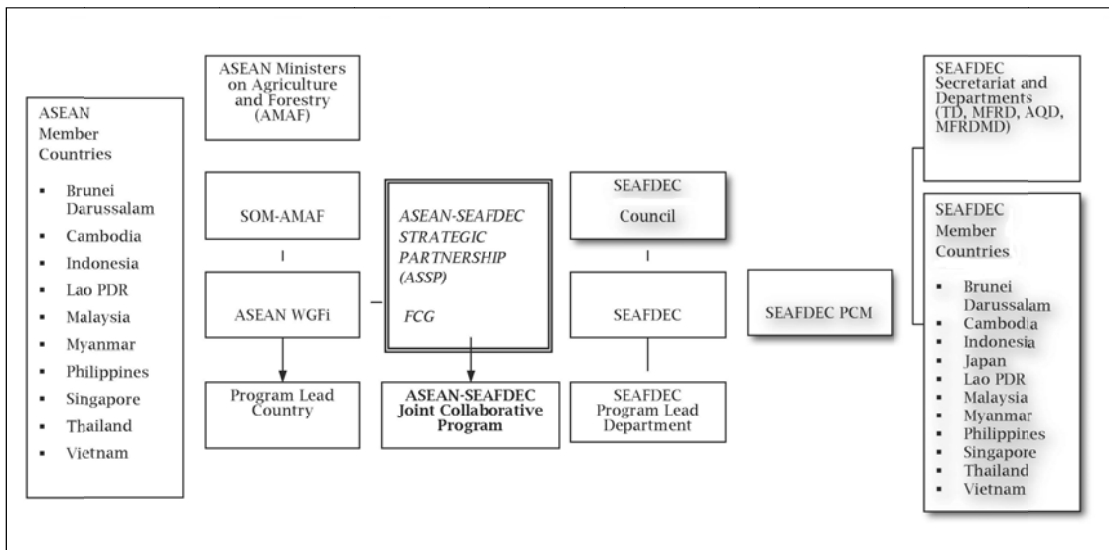 ASEAN
Member
Countries
▪ Brunei
Darussalam
▪ Cambodia
▪ Indonesia
▪ Lao PDR
▪ Malaysia
▪ Myanmar
▪ Philippines
▪ Singapore
▪ Thailand
▪ Vietnam
ASEAN Ministers
on Agriculture
and Forestry
(AMAF)
SOM-AMAF
ASEAN WGFi
Program Lead
Country
ASEAN-SEAFDEC
STRATEGIC
PARTNERSHIP
(ASSP)
FCG
ASEAN-SEAFDEC
Joint Collaborative
Program
SEAFDEC
Council
SEAFDEC
SEAFDEC
Program Lead
Department
SEAFDEC PCM
SEAFDEC
Secretariat and
Departments
(TD, MFRD, AQD,
MFRDMD)
SEAFDEC
Member
Countries
▪ Brunei
Darussalam
▪ Cambodia
▪ Indonesia
▪ Japan
▪ Lao PDR
▪ Malaysia
▪ Myanmar
▪ Philippines
▪ Singapore
▪ Thailand
▪ Vietnam